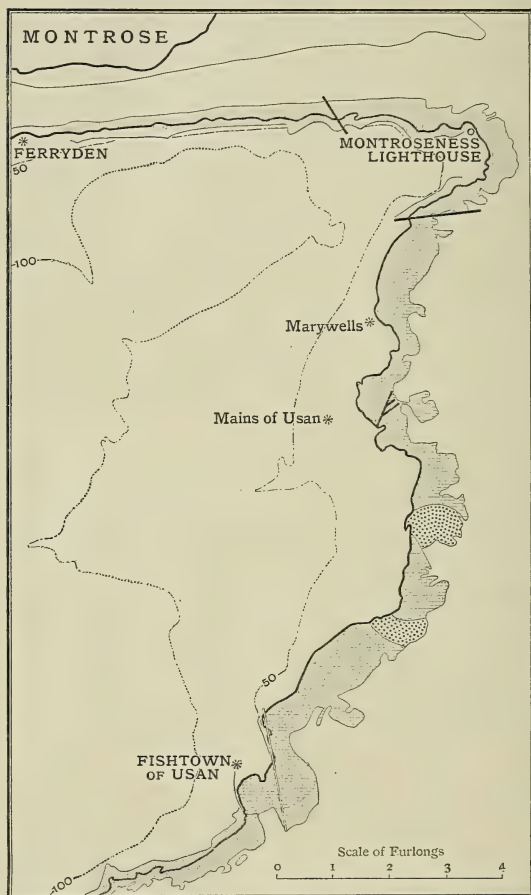 MONTROSE
FERRYDEN
50
MONTROSENESS
LIGHTHOUSE
100
Marywells
Mains of Usan
50
FISHTOWN
OF USAN
100
Scale of Furlongs
0 1 2 3 4